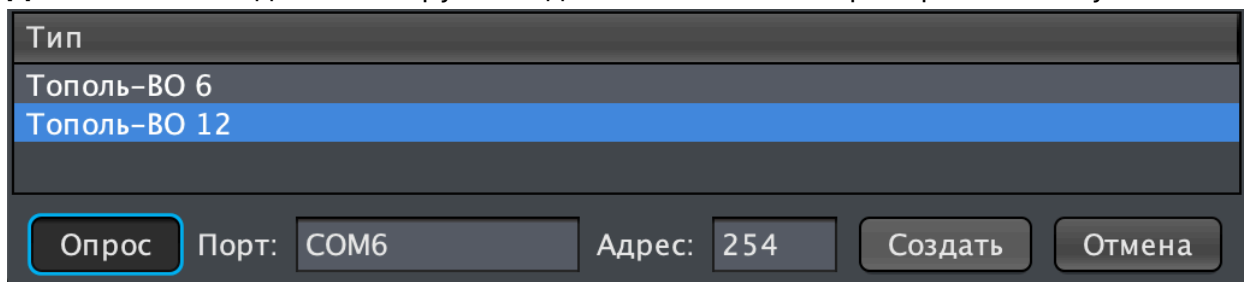 Тип
Тополь-ВО 6
Тополь-ВО 12
Опрос Порт: COM6 Адрес: 254 Создать Отмена